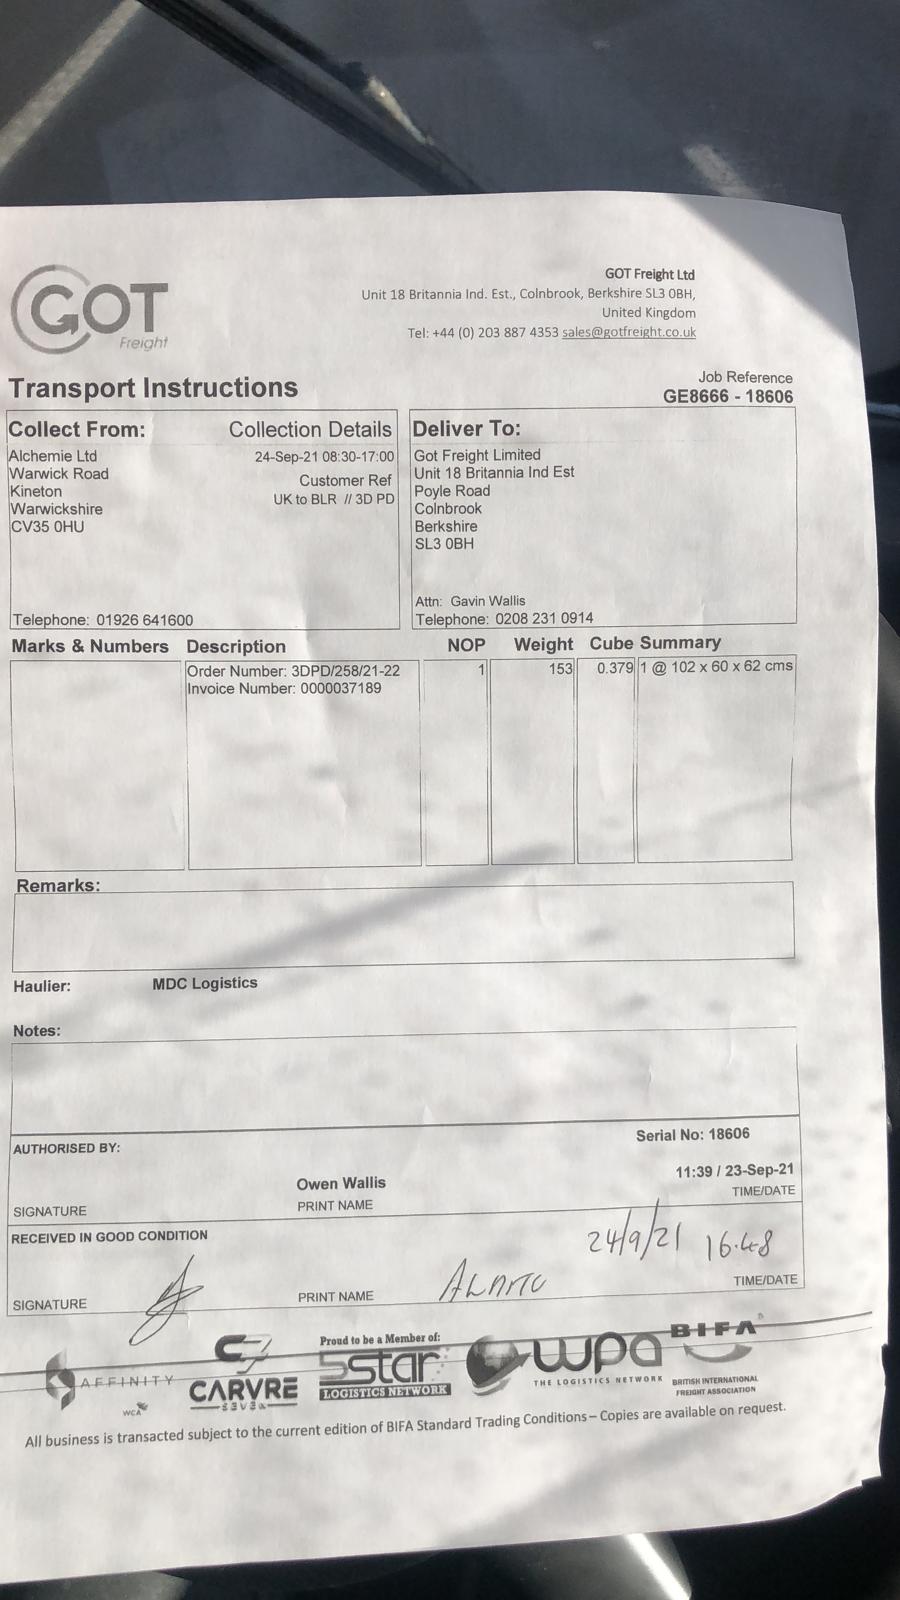 GOT
Freight
GOT Freight Ltd
Unit 18 Britannia Ind. Est., Colnbrook, Berkshire SL3 0BH,
United Kingdom
Tel: +44 (0) 203 887 4353 sales@gotfreight.co.uk
Transport Instructions
Job Reference
GE8666 - 18606
Collect From: Collection Details
Alchemie Ltd 24-Sep-21 08:30-17:00
Warwick Road
Customer Ref
Kineton
UK to BLR // 3D PD
Warwickshire
CV35 0HU
Telephone: 01926 641600
Deliver To:
Got Freight Limited
Unit 18 Britannia Ind Est
Poyle Road
Colnbrook
Berkshire
SL3 0BH
Attn: Gavin Wallis
Telephone: 0208 231 0914
Marks & Numbers Description NOP Weight Cube Summary
Order Number: 3DPD/258/21-22 1 153 0.379 1 @ 102 x 60 x 62 cms
Invoice Number: 0000037189
Remarks:
Haulier: MDC Logistics
Notes:
AUTHORISED BY: Serial No: 18606
Owen Wallis 11:39 / 23-Sep-21
SIGNATURE PRINT NAME TIME/DATE
RECEIVED IN GOOD CONDITION
24/9/21 16.48
SIGNATURE PRINT NAME TIME/DATE
AFFINITY
WCA
CARVRE
SEVEN
Proud to be a Member of:
5star
LOGISTICS NETWORK
wpa
THE LOGISTICS NETWORK
BIFA
BRITISH INTERNATIONAL
FREIGHT ASSOCIATION
All business is transacted subject to the current edition of BIFA Standard Trading Conditions – Copies are available on request.